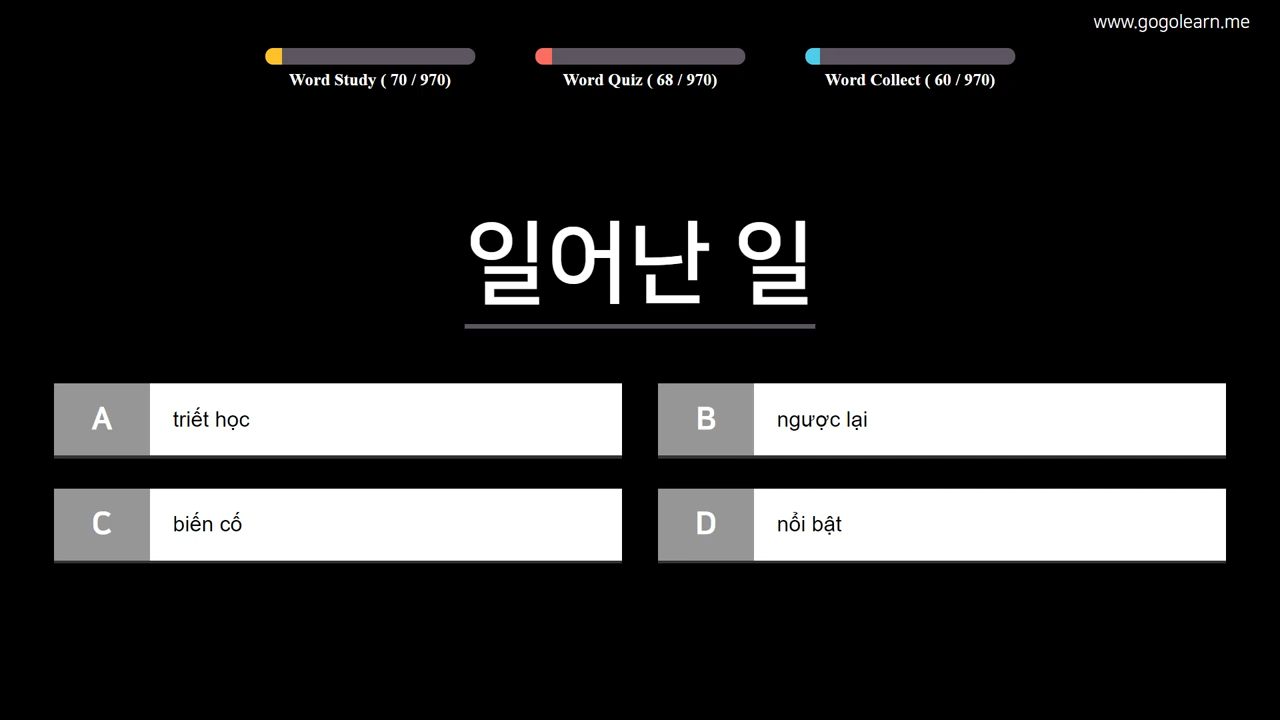 www.gogolearn.me
Word Study ( 70 / 970)
Word Quiz ( 68 / 970)
Word Collect ( 60 / 970)
일어난 일
A triết học
B ngược lại
C biến cố
D nổi bật